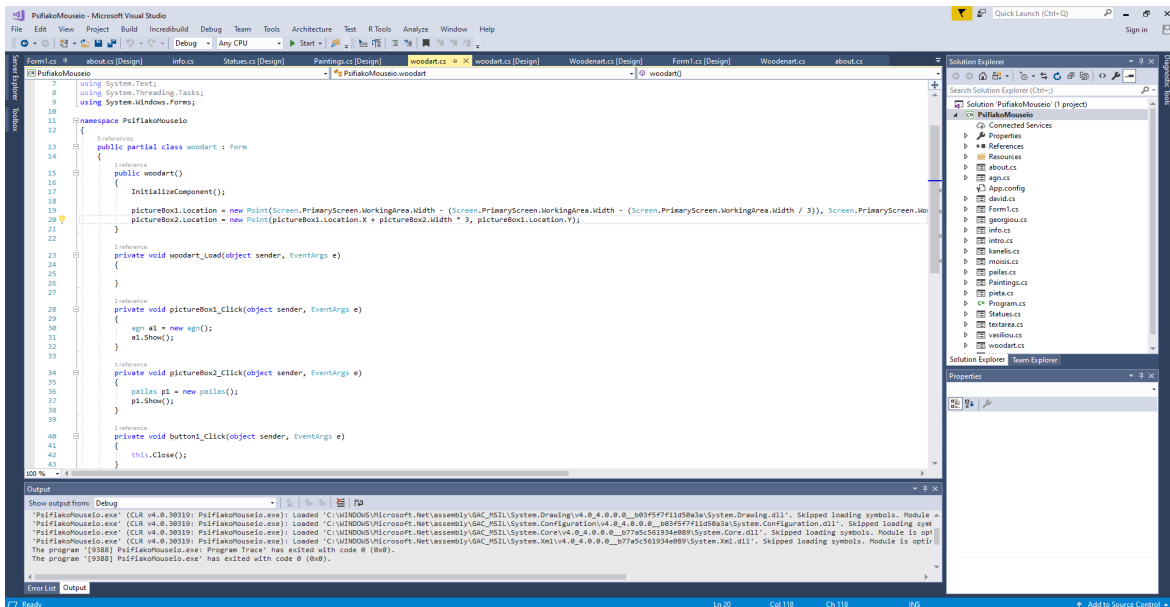 PsifiakoMouseio - Microsoft Visual Studio
Quick Launch (Ctrl+Q)
File Edit View Project Build Incredibuild Debug Team Tools Architecture Test R Tools Analyze Window Help
Sign in
Debug Any CPU Start
Server Explorer
Toolbox
Form1.cs about.cs [Design] info.cs Statues.cs [Design] Paintings.cs [Design] woodart.cs woodart.cs [Design] Woodenart.cs [Design] Form1.cs [Design] Woodenart.cs about.cs
PsifiakoMouseio PsifiakoMouseio.woodart woodart()
7 using System.Text;
8 using System.Threading.Tasks;
9 using System.Windows.Forms;
10
11 namespace PsifiakoMouseio
12 {
5 references
13 public partial class woodart : Form
14 {
1 reference
15 public woodart()
16 {
17 InitializeComponent();
18
19 pictureBox1.Location = new Point(Screen.PrimaryScreen.WorkingArea.Width - (Screen.PrimaryScreen.WorkingArea.Width - (Screen.PrimaryScreen.WorkingArea.Width / 3)), Screen.PrimaryScreen.Wo
20 pictureBox2.Location = new Point(pictureBox1.Location.X + pictureBox2.Width * 3, pictureBox1.Location.Y);
21 }
22
1 reference
23 private void woodart_Load(object sender, EventArgs e)
24 {
25
26 }
27
1 reference
28 private void pictureBox1_Click(object sender, EventArgs e)
29 {
30 agn a1 = new agn();
31 a1.Show();
32 }
33
1 reference
34 private void pictureBox2_Click(object sender, EventArgs e)
35 {
36 pailas p1 = new pailas();
37 p1.Show();
38 }
39
1 reference
40 private void button1_Click(object sender, EventArgs e)
41 {
42 this.Close();
43 }
100 %
Solution Explorer
Search Solution Explorer (Ctrl+;)
Solution 'PsifiakoMouseio' (1 project)
C# PsifiakoMouseio
Connected Services
Properties
References
Resources
about.cs
agn.cs
App.config
david.cs
Form1.cs
georgiou.cs
info.cs
intro.cs
kanelis.cs
moisis.cs
pailas.cs
Paintings.cs
pieta.cs
C# Program.cs
Statues.cs
textarea.cs
vasiliou.cs
woodart.cs
Solution Explorer Team Explorer
Properties
Diagnostic Tools
Output
Show output from: Debug
'PsifiakoMouseio.exe' (CLR v4.0.30319: PsifiakoMouseio.exe): Loaded 'C:\WINDOWS\Microsoft.Net\assembly\GAC_MSIL\System.Drawing\v4.0_4.0.0.0__b03f5f7f11d50a3a\System.Drawing.dll'. Skipped loading symbols. Module
'PsifiakoMouseio.exe' (CLR v4.0.30319: PsifiakoMouseio.exe): Loaded 'C:\WINDOWS\Microsoft.Net\assembly\GAC_MSIL\System.Configuration\v4.0_4.0.0.0__b03f5f7f11d50a3a\System.Configuration.dll'. Skipped loading sym
'PsifiakoMouseio.exe' (CLR v4.0.30319: PsifiakoMouseio.exe): Loaded 'C:\WINDOWS\Microsoft.Net\assembly\GAC_MSIL\System.Core\v4.0_4.0.0.0__b77a5c561934e089\System.Core.dll'. Skipped loading symbols. Module is op
'PsifiakoMouseio.exe' (CLR v4.0.30319: PsifiakoMouseio.exe): Loaded 'C:\WINDOWS\Microsoft.Net\assembly\GAC_MSIL\System.Xml\v4.0_4.0.0.0__b77a5c561934e089\System.Xml.dll'. Skipped loading symbols. Module is opti
The program '[9388] PsifiakoMouseio.exe: Program Trace' has exited with code 0 (0x0).
The program '[9388] PsifiakoMouseio.exe' has exited with code 0 (0x0).
Error List Output
Ready Ln 20 Col 118 Ch 118 INS Add to Source Control